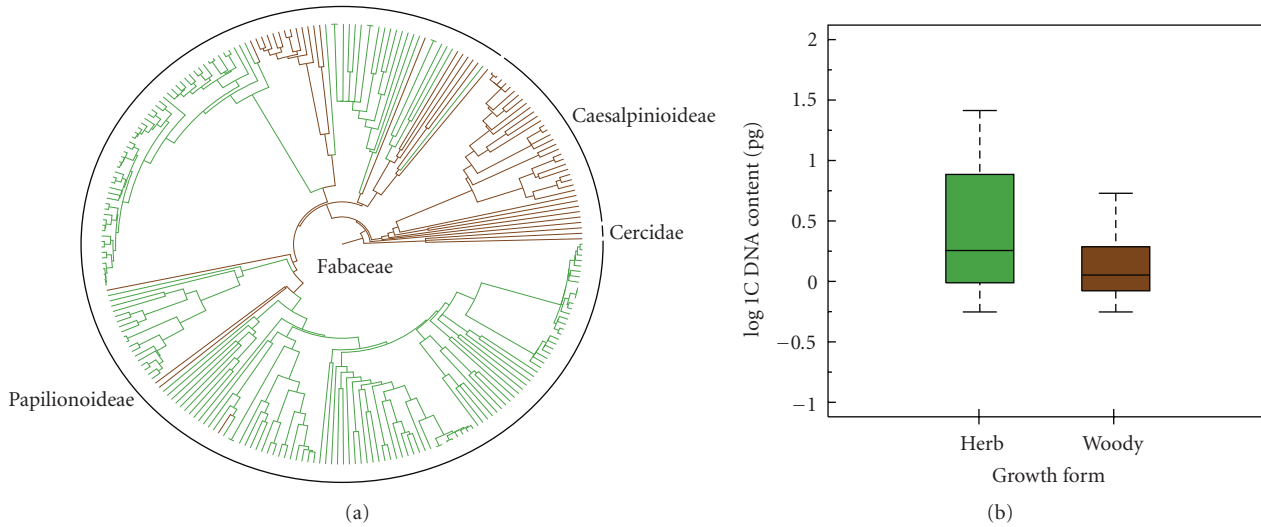 Caesalpinioideae
Cercidae
Fabaceae
Papilionoideae
(a)
log 1C DNA content (pg)
2
1.5
1
0.5
0
−0.5
−1
Herb
Woody
Growth form
(b)